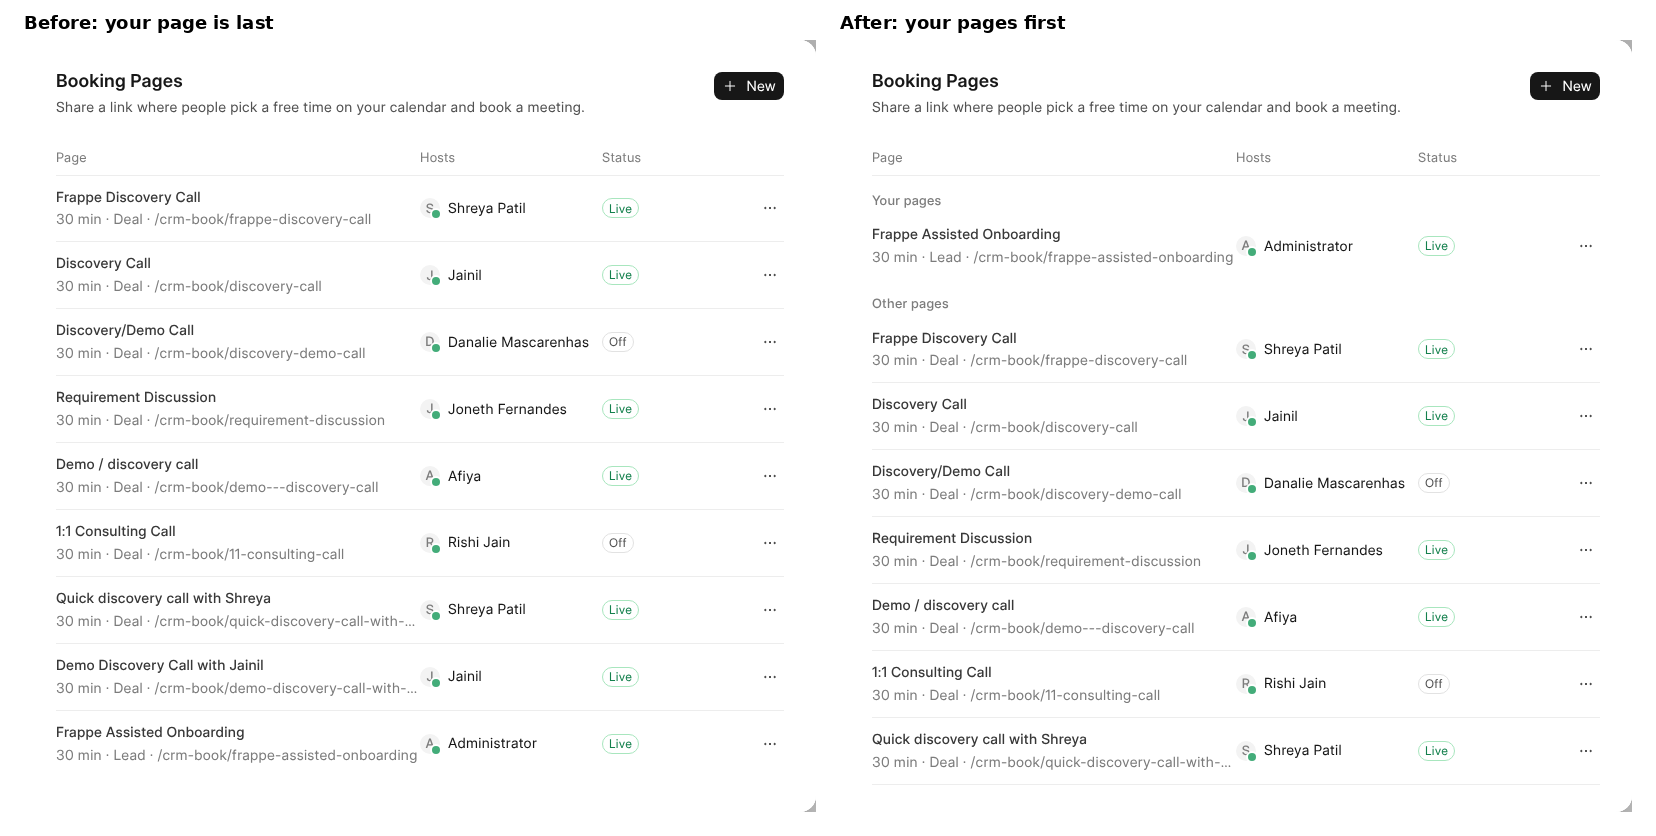 Before: your page is last
Booking Pages
+ New
Share a link where people pick a free time on your calendar and book a meeting.
Page Hosts Status
Frappe Discovery Call
30 min · Deal · /crm-book/frappe-discovery-call
S Shreya Patil Live ...
Discovery Call
30 min · Deal · /crm-book/discovery-call
J Jainil Live ...
Discovery/Demo Call
30 min · Deal · /crm-book/discovery-demo-call
D Danalie Mascarenhas Off ...
Requirement Discussion
30 min · Deal · /crm-book/requirement-discussion
J Joneth Fernandes Live ...
Demo / discovery call
30 min · Deal · /crm-book/demo---discovery-call
A Afiya Live ...
1:1 Consulting Call
30 min · Deal · /crm-book/11-consulting-call
R Rishi Jain Off ...
Quick discovery call with Shreya
30 min · Deal · /crm-book/quick-discovery-call-with-...
S Shreya Patil Live ...
Demo Discovery Call with Jainil
30 min · Deal · /crm-book/demo-discovery-call-with-...
J Jainil Live ...
Frappe Assisted Onboarding
30 min · Lead · /crm-book/frappe-assisted-onboarding
A Administrator Live ...
After: your pages first
Booking Pages
+ New
Share a link where people pick a free time on your calendar and book a meeting.
Page Hosts Status
Your pages
Frappe Assisted Onboarding
30 min · Lead · /crm-book/frappe-assisted-onboarding
A Administrator Live ...
Other pages
Frappe Discovery Call
30 min · Deal · /crm-book/frappe-discovery-call
S Shreya Patil Live ...
Discovery Call
30 min · Deal · /crm-book/discovery-call
J Jainil Live ...
Discovery/Demo Call
30 min · Deal · /crm-book/discovery-demo-call
D Danalie Mascarenhas Off ...
Requirement Discussion
30 min · Deal · /crm-book/requirement-discussion
J Joneth Fernandes Live ...
Demo / discovery call
30 min · Deal · /crm-book/demo---discovery-call
A Afiya Live ...
1:1 Consulting Call
30 min · Deal · /crm-book/11-consulting-call
R Rishi Jain Off ...
Quick discovery call with Shreya
30 min · Deal · /crm-book/quick-discovery-call-with-...
S Shreya Patil Live ...